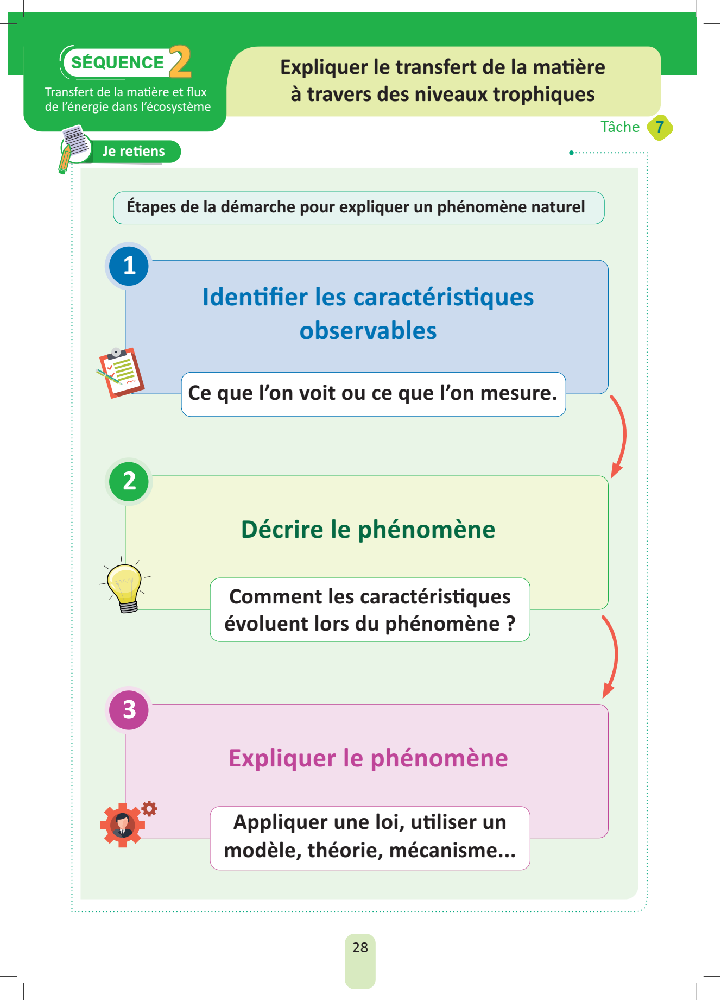 SÉQUENCE 2
Transfert de la matière et flux
de l’énergie dans l’écosystème
Expliquer le transfert de la matière
à travers des niveaux trophiques
Tâche 7
Je retiens
Étapes de la démarche pour expliquer un phénomène naturel
1
Identifier les caractéristiques
observables
Ce que l’on voit ou ce que l’on mesure.
2
Décrire le phénomène
Comment les caractéristiques
évoluent lors du phénomène ?
3
Expliquer le phénomène
Appliquer une loi, utiliser un
modèle, théorie, mécanisme...
28